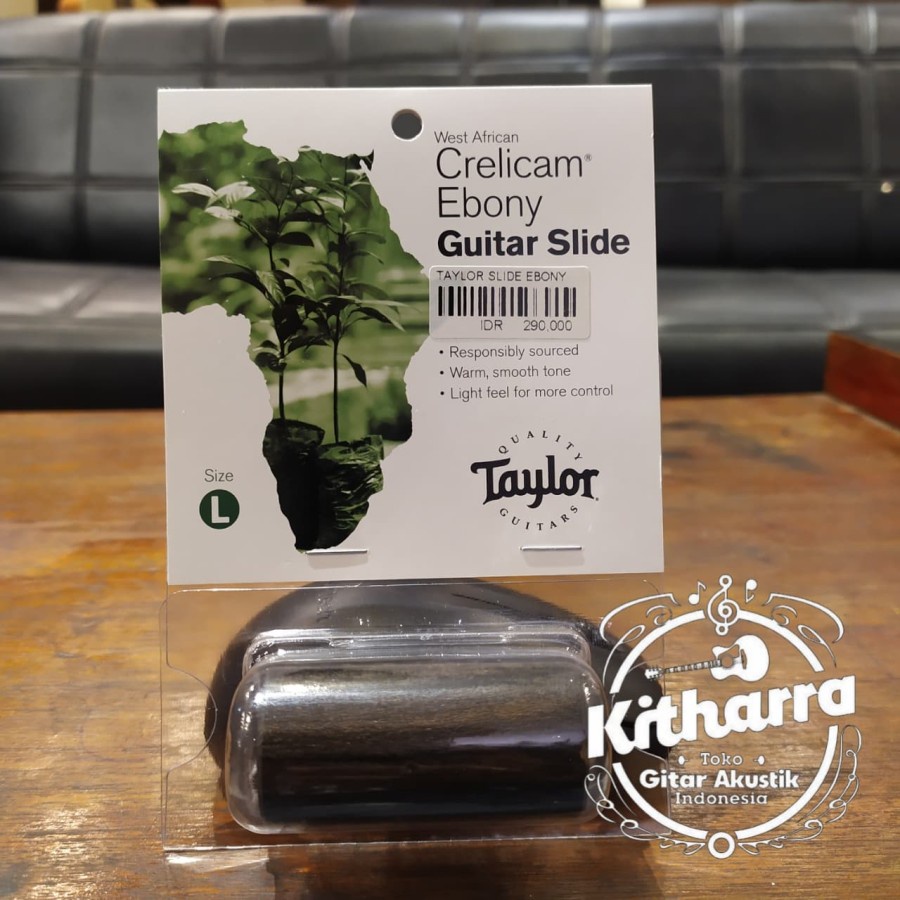 West African
Crelicam®
Ebony
Guitar Slide
TAYLOR SLIDE EBONY
IDR 290,000
• Responsibly sourced
• Warm, smooth tone
• Light feel for more control
QUALITY
Taylor
GUITARS
Size
L
Kitharra
Toko
Gitar Akustik
Indonesia